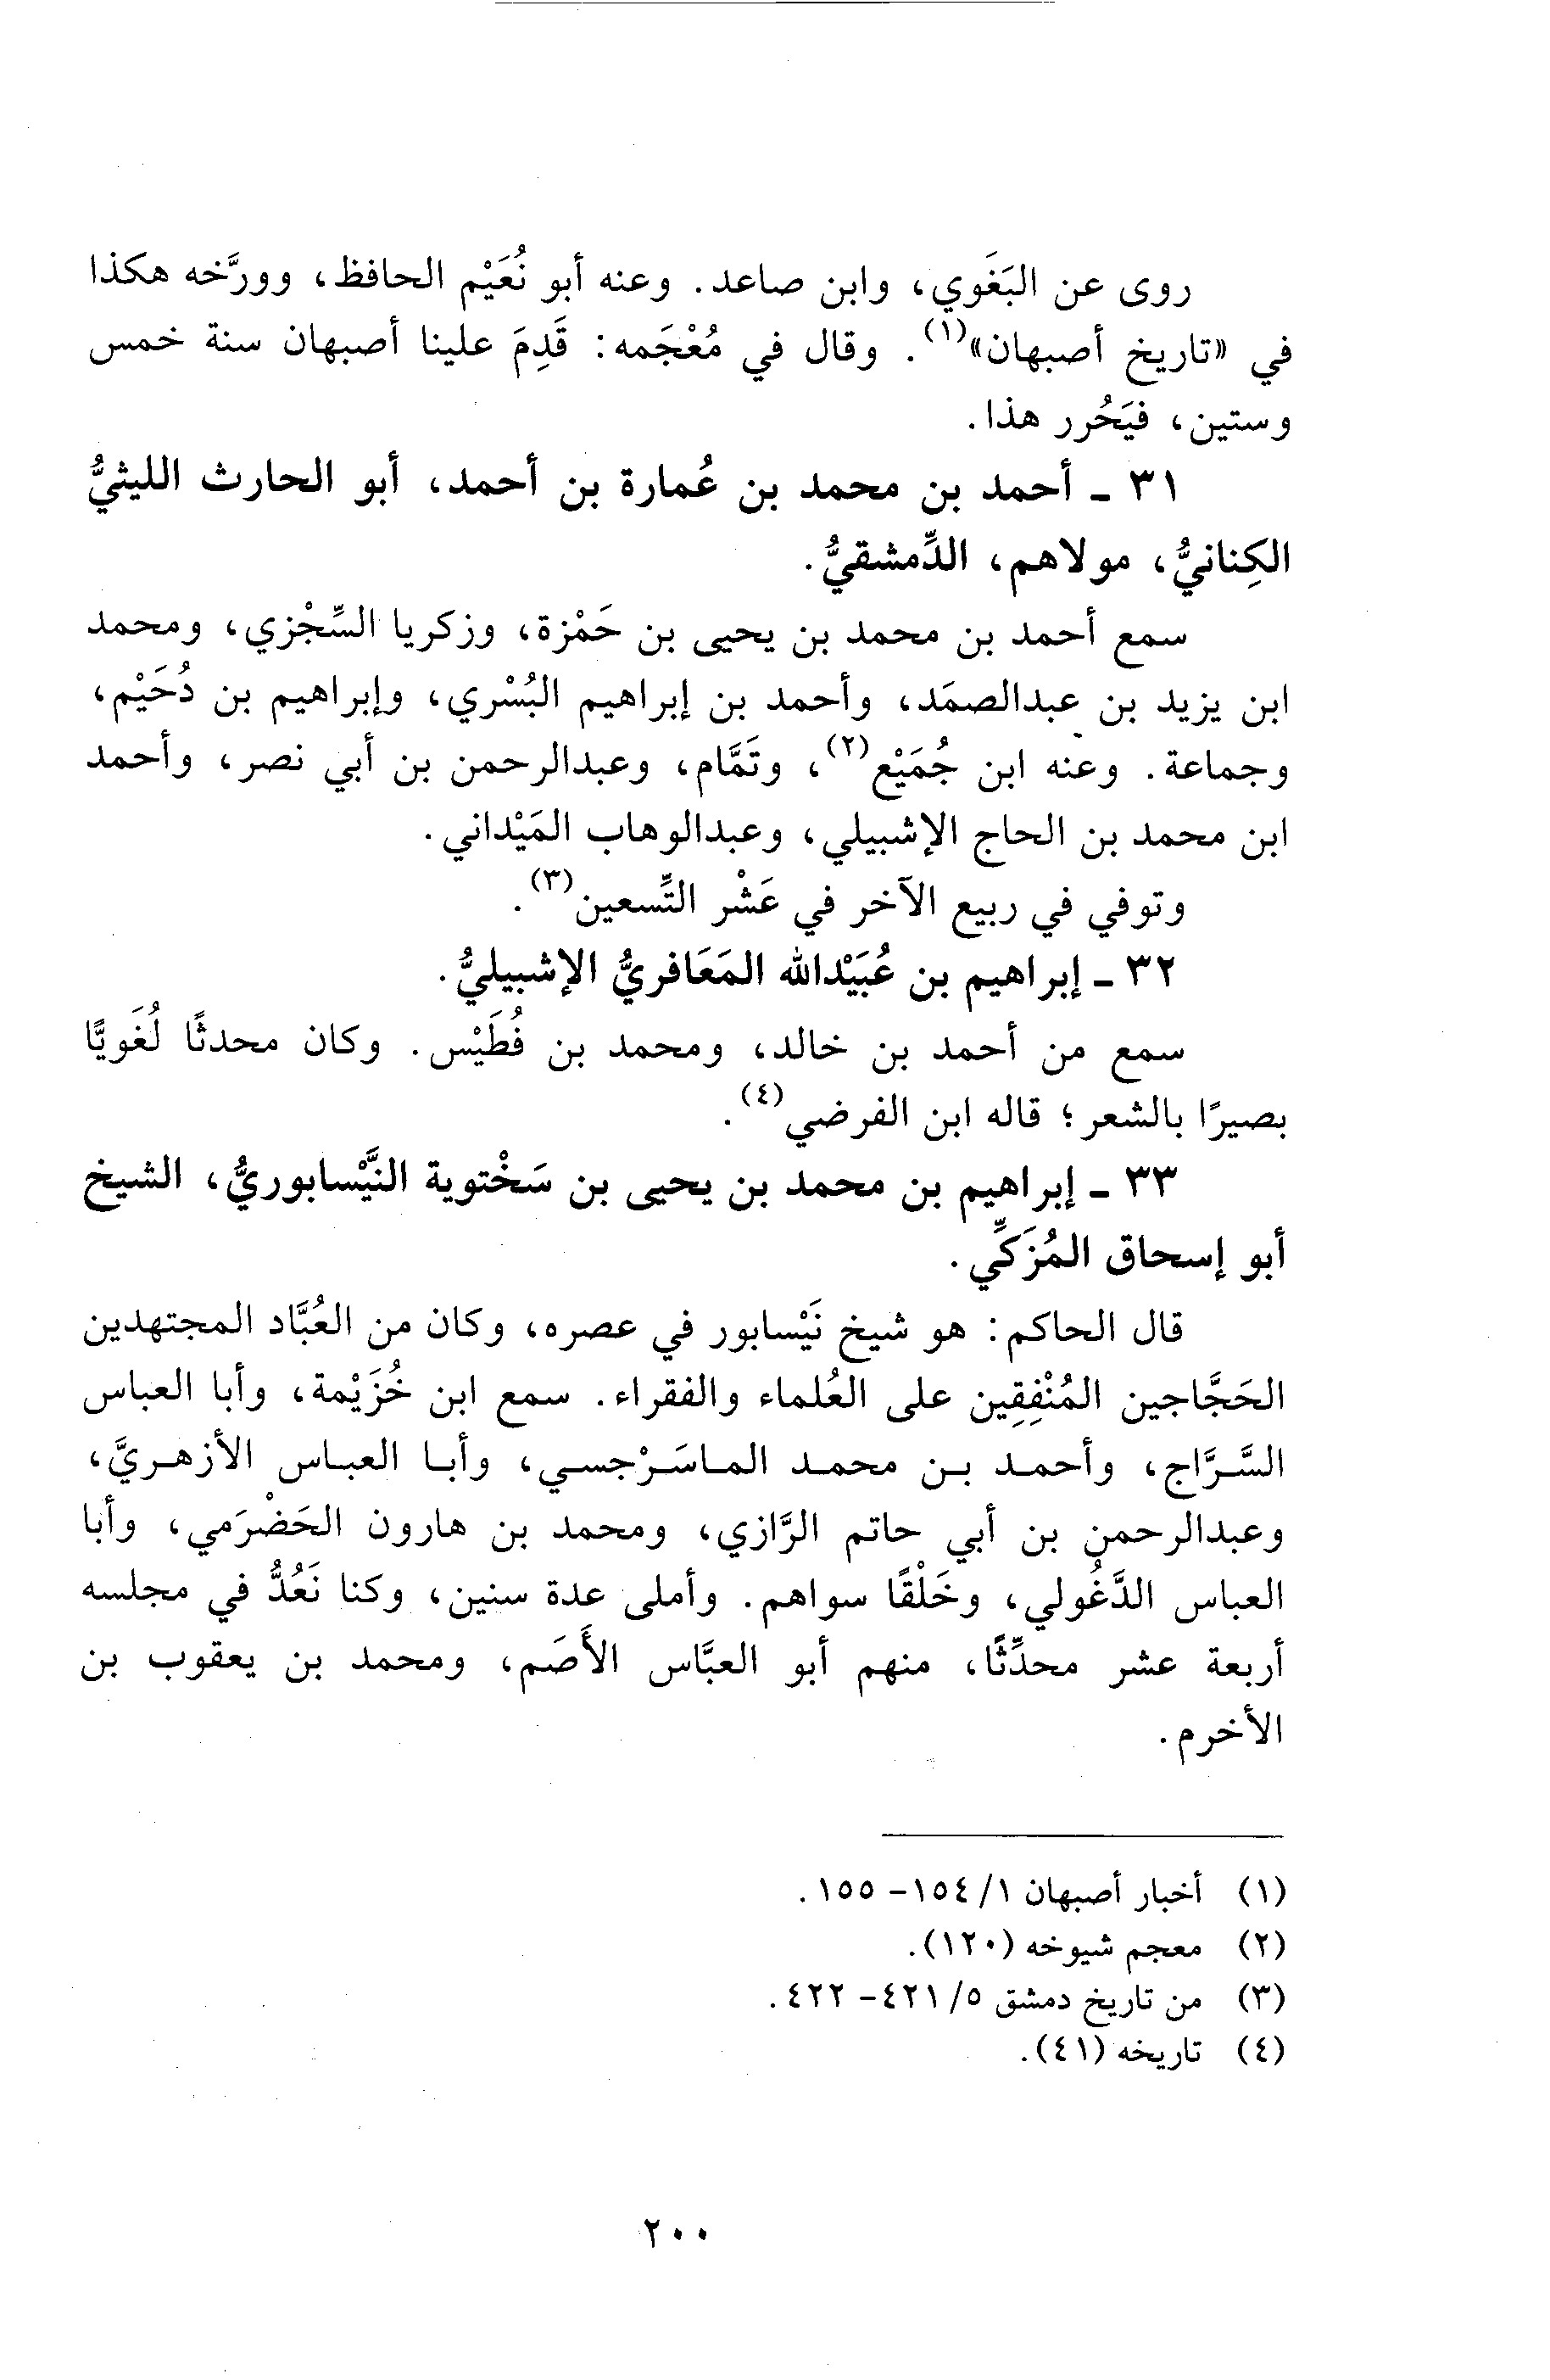 روى عن البَغَوي، وابن صاعد. وعنه أبو نُعَيْم الحافظ، وورَّخه هكذا
في «تاريخ أصبهان»(١). وقال في مُعْجَمه: قَدِمَ علينا أصبهان سنة خمس
وستين، فيَحُرر هذا.
٣١ ـ أحمد بن محمد بن عُمارة بن أحمد، أبو الحارث الليثيُّ
الكِنانيُّ، مولاهم، الدِّمشقيُّ.
سمع أحمد بن محمد بن يحيى بن حَمْزة، وزكريا السِّجْزي، ومحمد
ابن يزيد بن عبدالصمَد، وأحمد بن إبراهيم البُسْري، وإبراهيم بن دُحَيْم،
وجماعة. وعنه ابن جُمَيْع(٢)، وتَمَّام، وعبدالرحمن بن أبي نصر، وأحمد
ابن محمد بن الحاج الإشبيلي، وعبدالوهاب المَيْداني.
وتوفي في ربيع الآخر في عَشْر التِّسعين(٣).
٣٢ ـ إبراهيم بن عُبَيْدالله المَعَافريُّ الإشبيليُّ.
سمع من أحمد بن خالد، ومحمد بن فُطَيْس. وكان محدثًا لُغَويًّا
بصيرًا بالشعر؛ قاله ابن الفرضي(٤).
٣٣ ـ إبراهيم بن محمد بن يحيى بن سَخْتوية النَّيْسابوريُّ، الشيخ
أبو إسحاق المُزَكِّي.
قال الحاكم: هو شيخ نَيْسابور في عصره، وكان من العُبَّاد المجتهدين
الحَجَّاجين المُنْفِقِين على العُلماء والفقراء. سمع ابن خُزَيْمة، وأبا العباس
السَّرَّاج، وأحمد بن محمد الماسَرْجسي، وأبا العباس الأزهريَّ،
وعبدالرحمن بن أبي حاتم الرَّازي، ومحمد بن هارون الحَضْرَمي، وأبا
العباس الدَّغُولي، وخَلْقًا سواهم. وأملى عدة سنين، وكنا نَعُدُّ في مجلسه
أربعة عشر محدِّثًا، منهم أبو العبَّاس الأَصَم، ومحمد بن يعقوب بن
الأخرم.
(١) أخبار أصبهان ١/ ١٥٤- ١٥٥.
(٢) معجم شيوخه (١٢٠).
(٣) من تاريخ دمشق ٥/ ٤٢١- ٤٢٢.
(٤) تاريخه (٤١).
٢٠٠